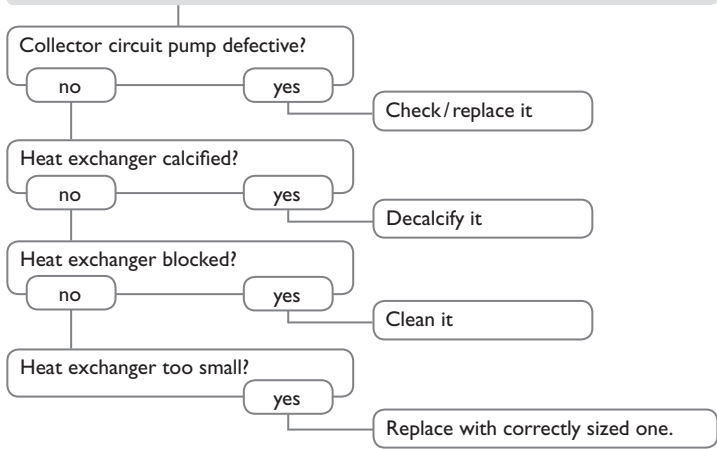 Collector circuit pump defective?
no
yes
Check/replace it
Heat exchanger calcified?
no
yes
Decalcify it
Heat exchanger blocked?
no
yes
Clean it
Heat exchanger too small?
yes
Replace with correctly sized one.